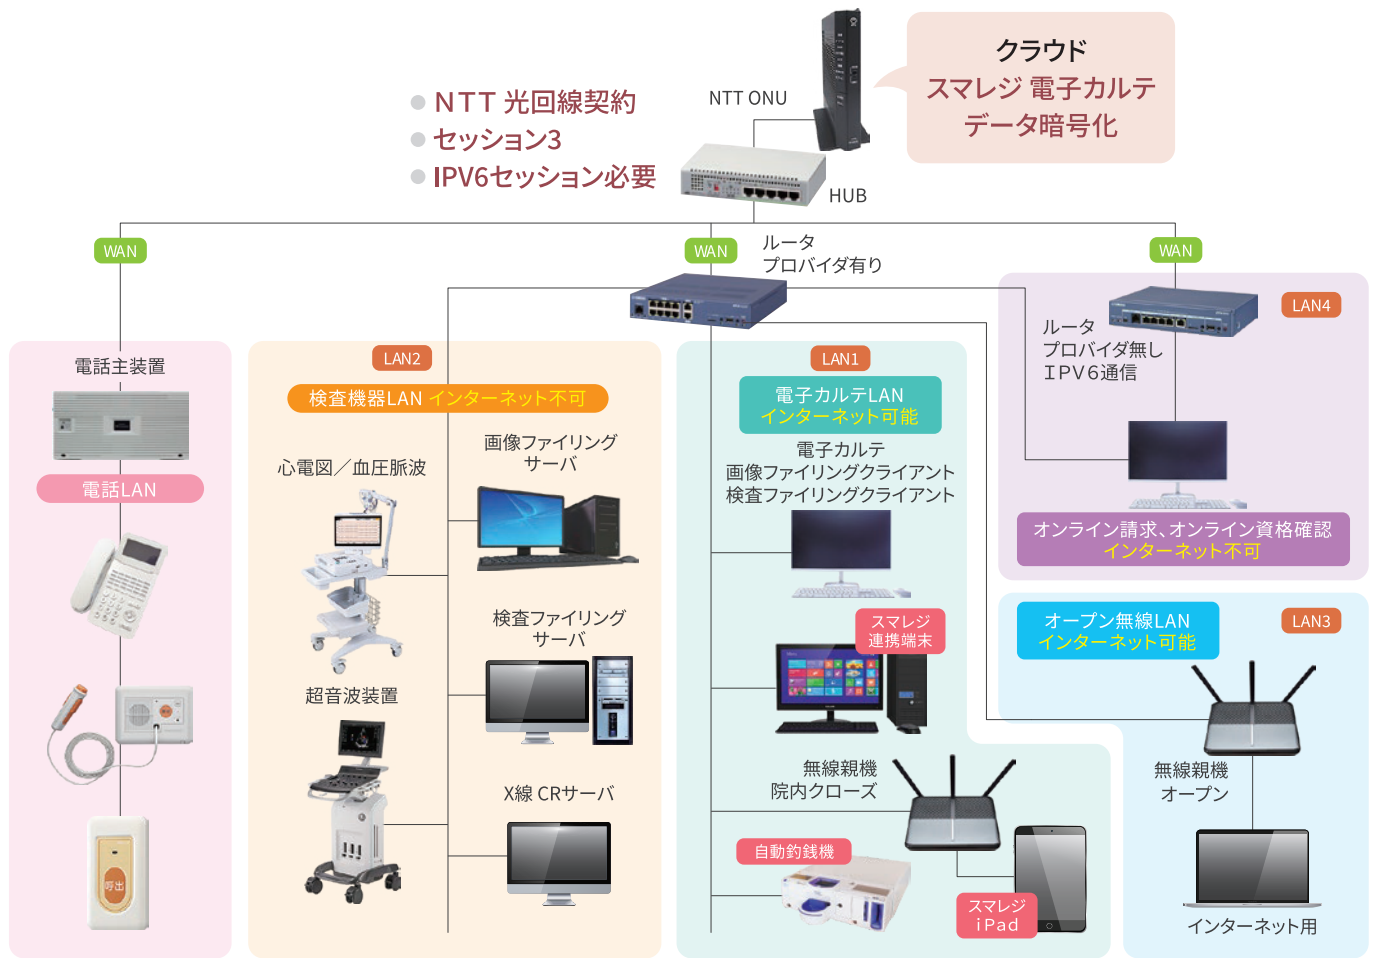 NTT ONU
クラウド
スマレジ 電子カルテ
データ暗号化
ＮＴＴ 光回線契約
セッション3
IPV6セッション必要
HUB
WAN
WAN
ルータ
プロバイダ有り
WAN
電話主装置
電話LAN
呼出
LAN2
検査機器LAN インターネット不可
心電図／血圧脈波
画像ファイリング
サーバ
検査ファイリング
サーバ
超音波装置
X線 CRサーバ
LAN1
電子カルテLAN
インターネット可能
電子カルテ
画像ファイリングクライアント
検査ファイリングクライアント
スマレジ
連携端末
無線親機
院内クローズ
自動釣銭機
スマレジ
ｉPad
LAN4
ルータ
プロバイダ無し
ＩＰＶ６通信
オンライン請求、オンライン資格確認
インターネット不可
オープン無線LAN
インターネット可能
LAN3
無線親機
オープン
インターネット用